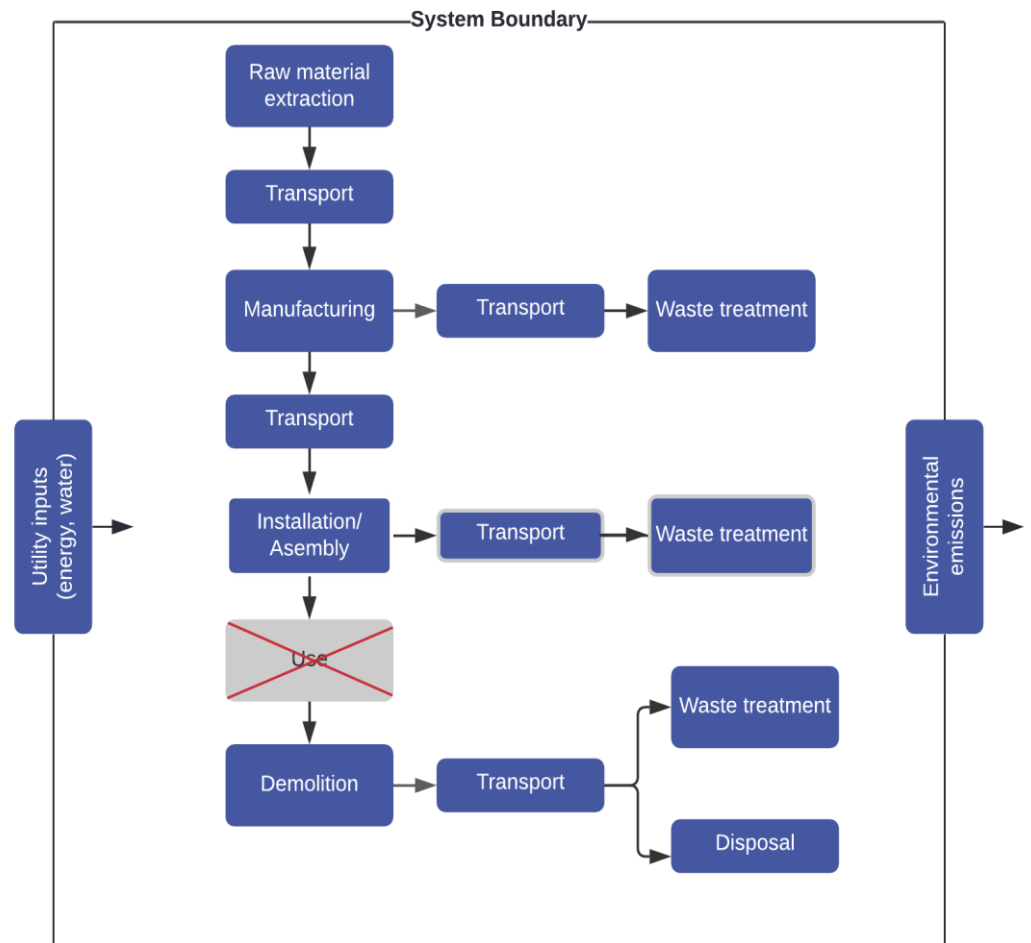 System Boundary
Raw material
extraction
Transport
Manufacturing
Transport
Waste treatment
Transport
Utility inputs
(energy, water)
Installation/
Asembly
Transport
Waste treatment
Environmental
emissions
Use
Demolition
Transport
Waste treatment
Disposal